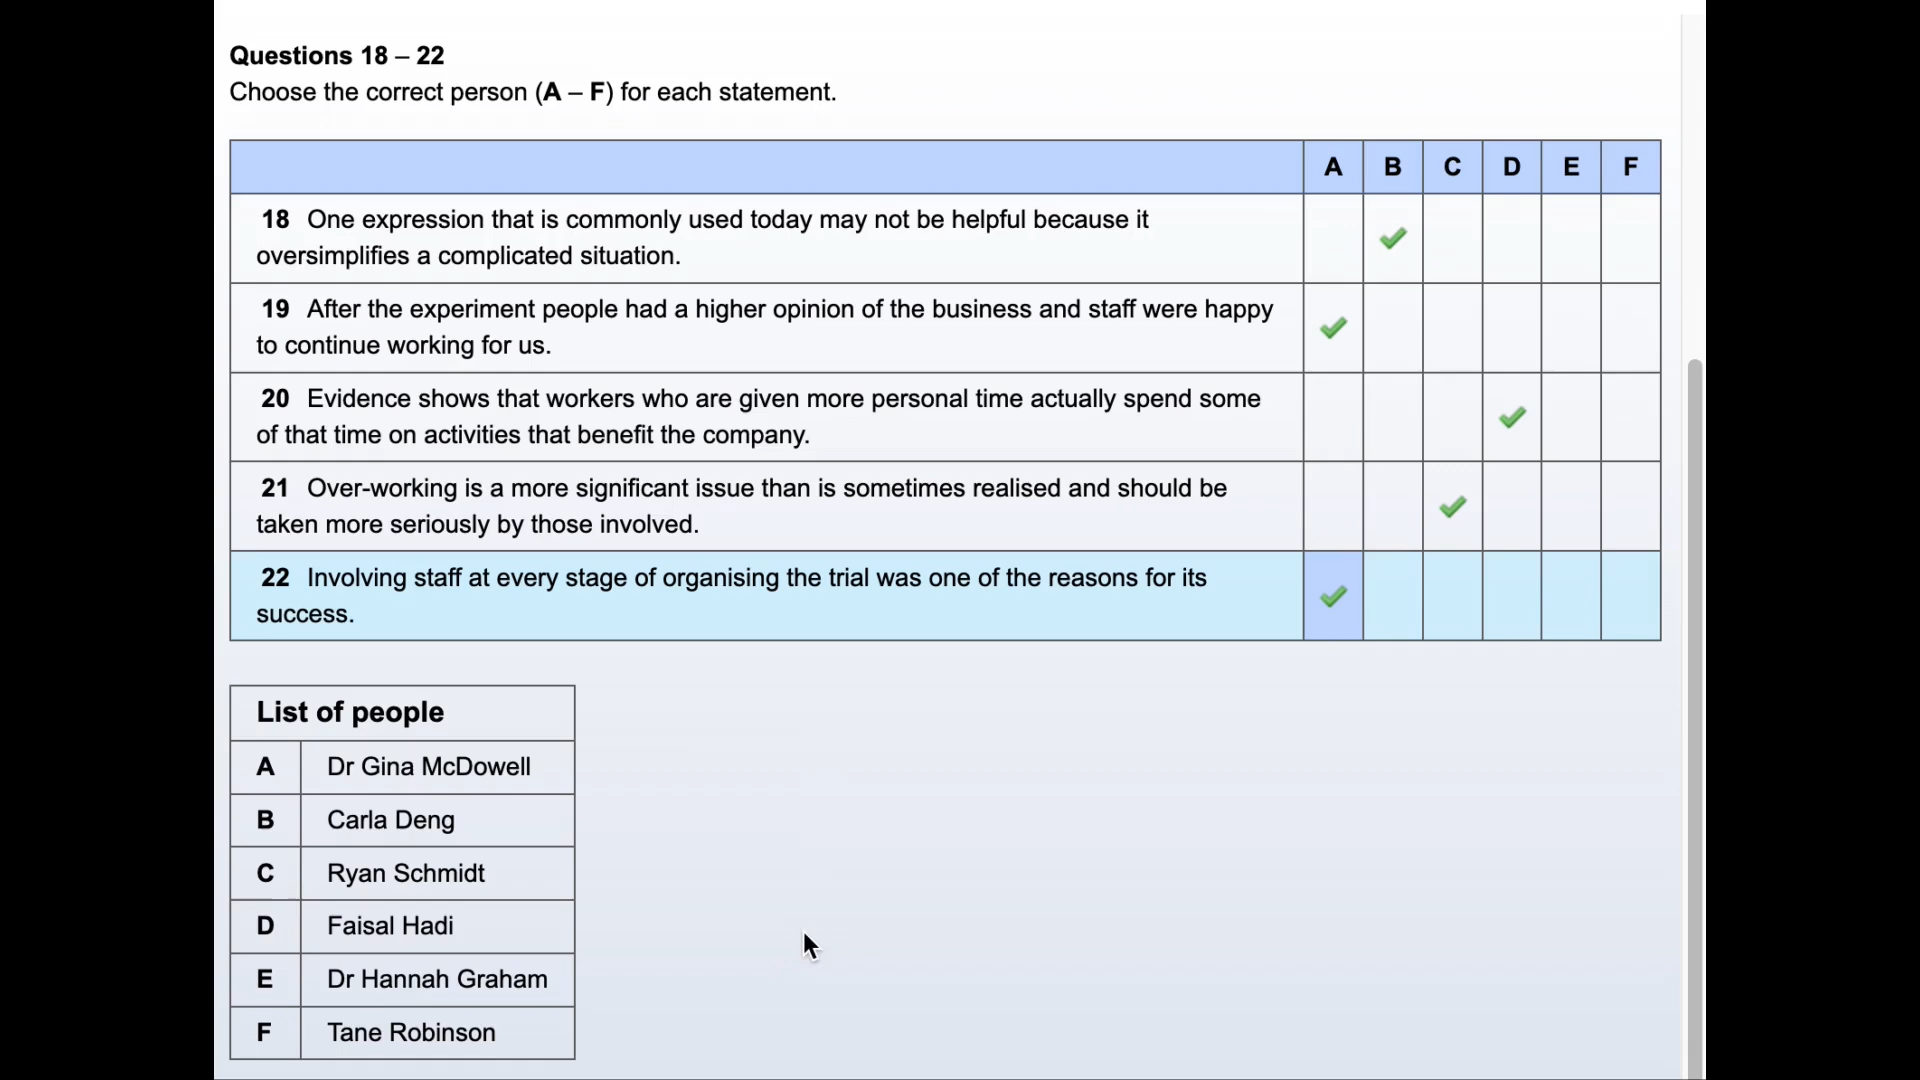 Questions 18 – 22
Choose the correct person (A – F) for each statement.
A B C D E F
18 One expression that is commonly used today may not be helpful because it
oversimplifies a complicated situation.
19 After the experiment people had a higher opinion of the business and staff were happy
to continue working for us.
20 Evidence shows that workers who are given more personal time actually spend some
of that time on activities that benefit the company.
21 Over-working is a more significant issue than is sometimes realised and should be
taken more seriously by those involved.
22 Involving staff at every stage of organising the trial was one of the reasons for its
success.
List of people
A Dr Gina McDowell
B Carla Deng
C Ryan Schmidt
D Faisal Hadi
E Dr Hannah Graham
F Tane Robinson